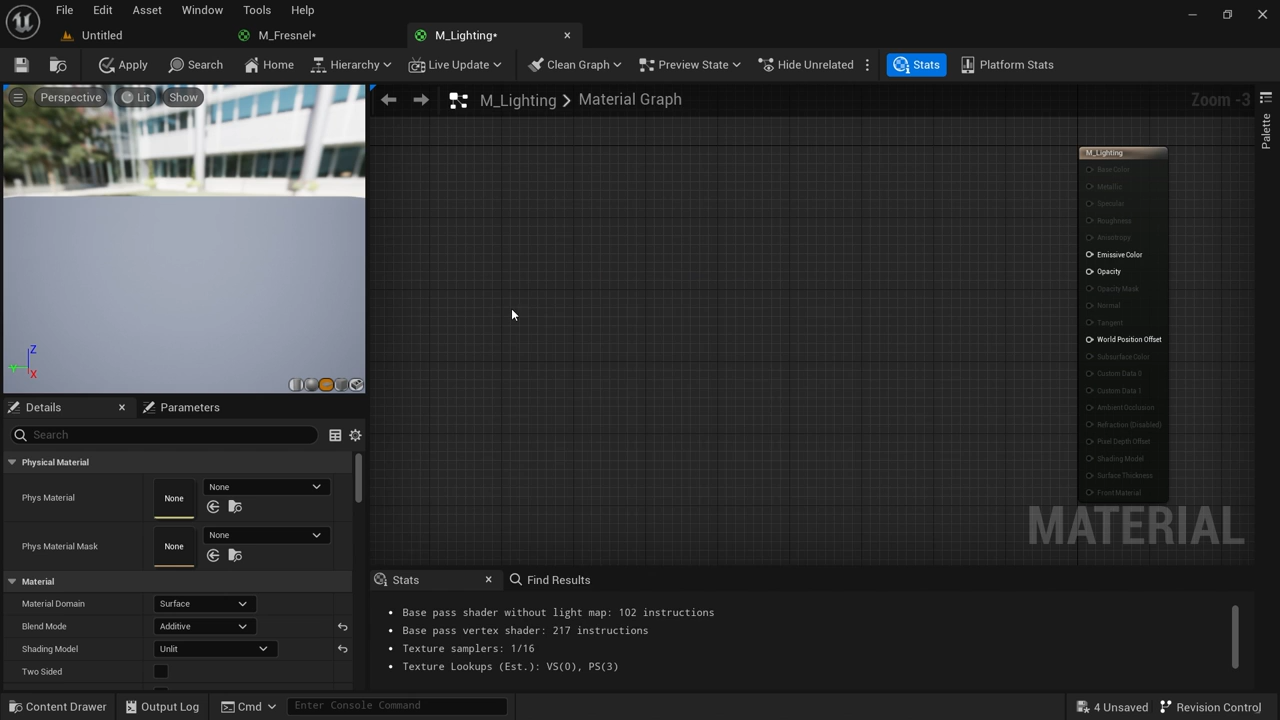 File Edit Asset Window Tools Help
Untitled M_Fresnel* M_Lighting*
Apply Search Home Hierarchy Live Update Clean Graph Preview State Hide Unrelated Stats Platform Stats
Perspective Lit Show
M_Lighting > Material Graph Zoom -3
Palette
M_Lighting
Base Color
Metallic
Specular
Roughness
Anisotropy
Emissive Color
Opacity
Opacity Mask
Normal
Tangent
World Position Offset
Subsurface Color
Custom Data 0
Custom Data 1
Ambient Occlusion
Refraction (Disabled)
Pixel Depth Offset
Shading Model
Surface Thickness
Front Material
MATERIAL
Z
Y
X
Details Parameters
Search
Physical Material
Phys Material None None
Phys Material Mask None None
Material
Material Domain Surface
Blend Mode Additive
Shading Model Unlit
Two Sided
Stats Find Results
• Base pass shader without light map: 102 instructions
• Base pass vertex shader: 217 instructions
• Texture samplers: 1/16
• Texture Lookups (Est.): VS(0), PS(3)
Content Drawer Output Log Cmd Enter Console Command 4 Unsaved Revision Control